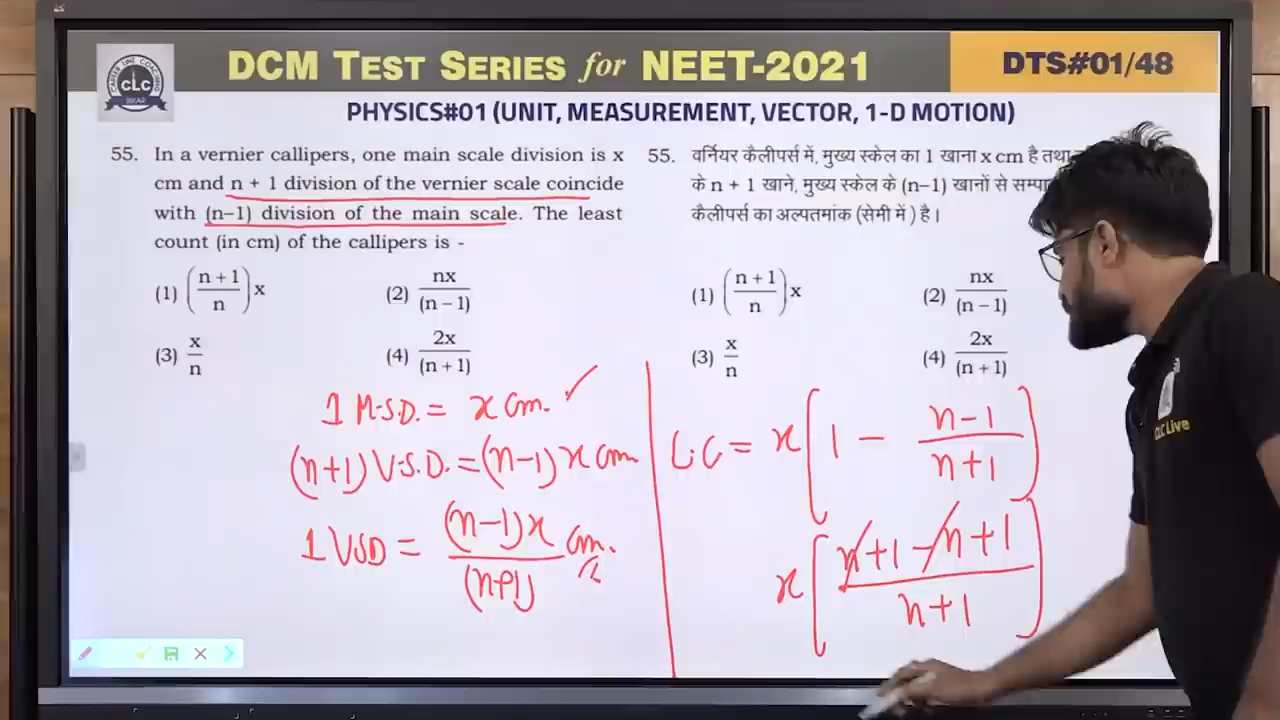 DCM TEST SERIES for NEET-2021
DTS#01/48
CLC
PHYSICS#01 (UNIT, MEASUREMENT, VECTOR, 1-D MOTION)
55. In a vernier callipers, one main scale division is x
cm and n + 1 division of the vernier scale coincide
with (n–1) division of the main scale. The least
count (in cm) of the callipers is -
(1) ((n + 1)/n) x (2) nx/(n – 1)
(3) x/n (4) 2x/(n + 1)
55. वर्नियर कैलीपर्स में, मुख्य स्केल का 1 खाना x cm है तथा
के n + 1 खाने, मुख्य स्केल के (n–1) खानों से
कैलीपर्स का अल्पतमांक (सेमी में ) है।
(1) ((n + 1)/n) x (2) nx/(n – 1)
(3) x/n (4) 2x/(n + 1)
1 M.S.D. = x cm. ✓
(n+1) V.S.D. = (n–1) x cm
1 VSD = (n–1)x/(n+1) cm.
L.C = x[1 – (n–1)/(n+1)]
x[(n+1–n+1)/(n+1)]
CLC Live